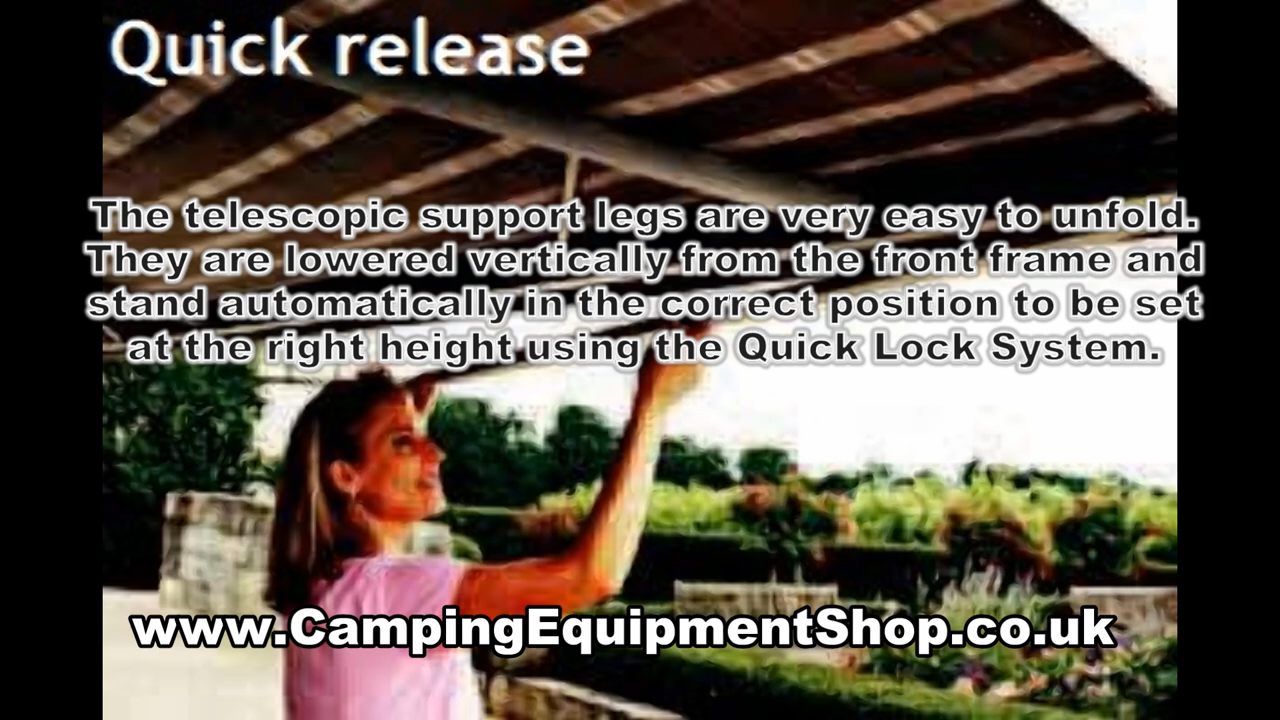 Quick release
The telescopic support legs are very easy to unfold.
They are lowered vertically from the front frame and
stand automatically in the correct position to be set
at the right height using the Quick Lock System.
www.CampingEquipmentShop.co.uk